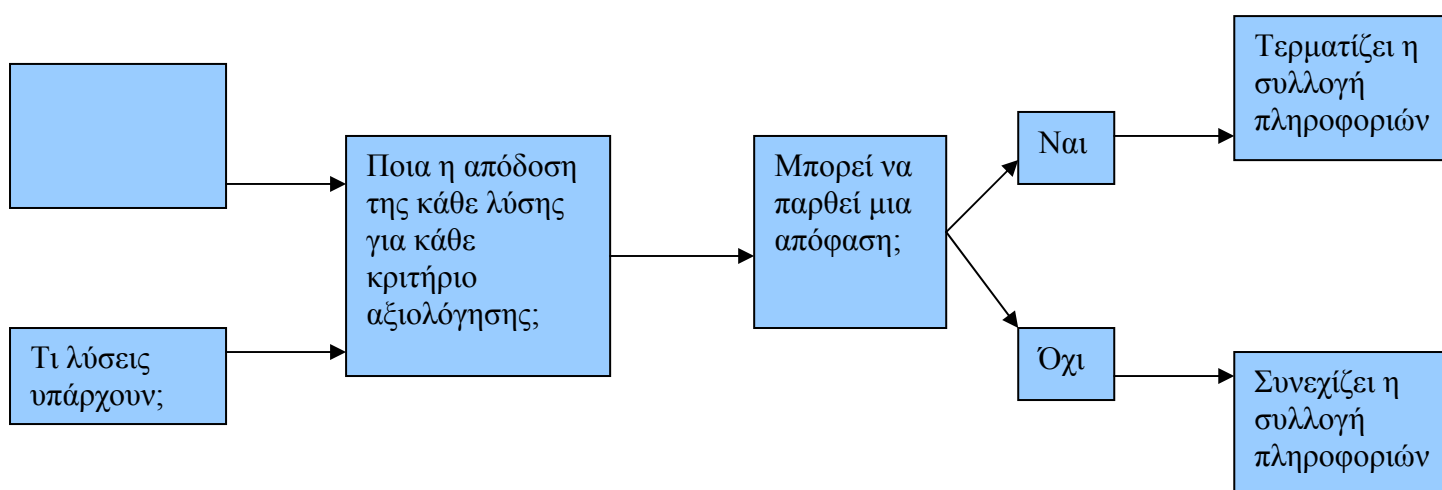 Ποια η απόδοση
της κάθε λύσης
για κάθε
κριτήριο
αξιολόγησης;
Τι λύσεις
υπάρχουν;
Μπορεί να
παρθεί μια
απόφαση;
Ναι
Όχι
Τερματίζει η
συλλογή
πληροφοριών
Συνεχίζει η
συλλογή
πληροφοριών